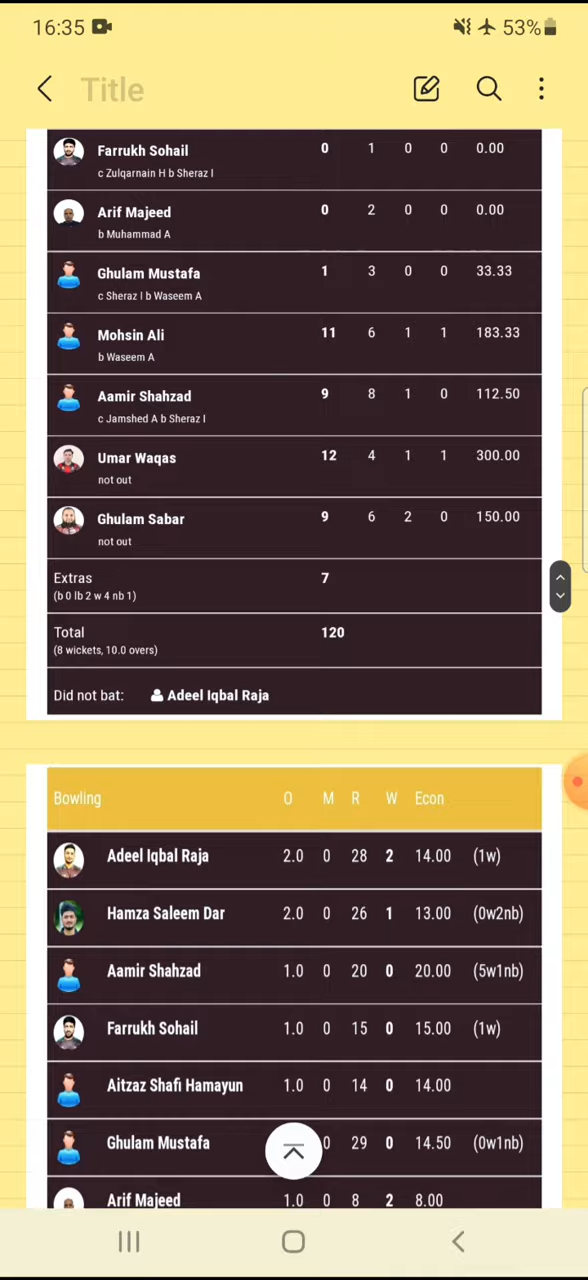 16:35 53%
Title
Farrukh Sohail 0 1 0 0 0.00
c Zulqarnain H b Sheraz I
Arif Majeed 0 2 0 0 0.00
b Muhammad A
Ghulam Mustafa 1 3 0 0 33.33
c Sheraz I b Waseem A
Mohsin Ali 11 6 1 1 183.33
b Waseem A
Aamir Shahzad 9 8 1 0 112.50
c Jamshed A b Sheraz I
Umar Waqas 12 4 1 1 300.00
not out
Ghulam Sabar 9 6 2 0 150.00
not out
Extras 7
(b 0 lb 2 w 4 nb 1)
Total 120
(8 wickets, 10.0 overs)
Did not bat: Adeel Iqbal Raja
Bowling O M R W Econ
Adeel Iqbal Raja 2.0 0 28 2 14.00 (1w)
Hamza Saleem Dar 2.0 0 26 1 13.00 (0w2nb)
Aamir Shahzad 1.0 0 20 0 20.00 (5w1nb)
Farrukh Sohail 1.0 0 15 0 15.00 (1w)
Aitzaz Shafi Hamayun 1.0 0 14 0 14.00
Ghulam Mustafa 0 29 0 14.50 (0w1nb)
Arif Majeed 1.0 0 8 2 8.00